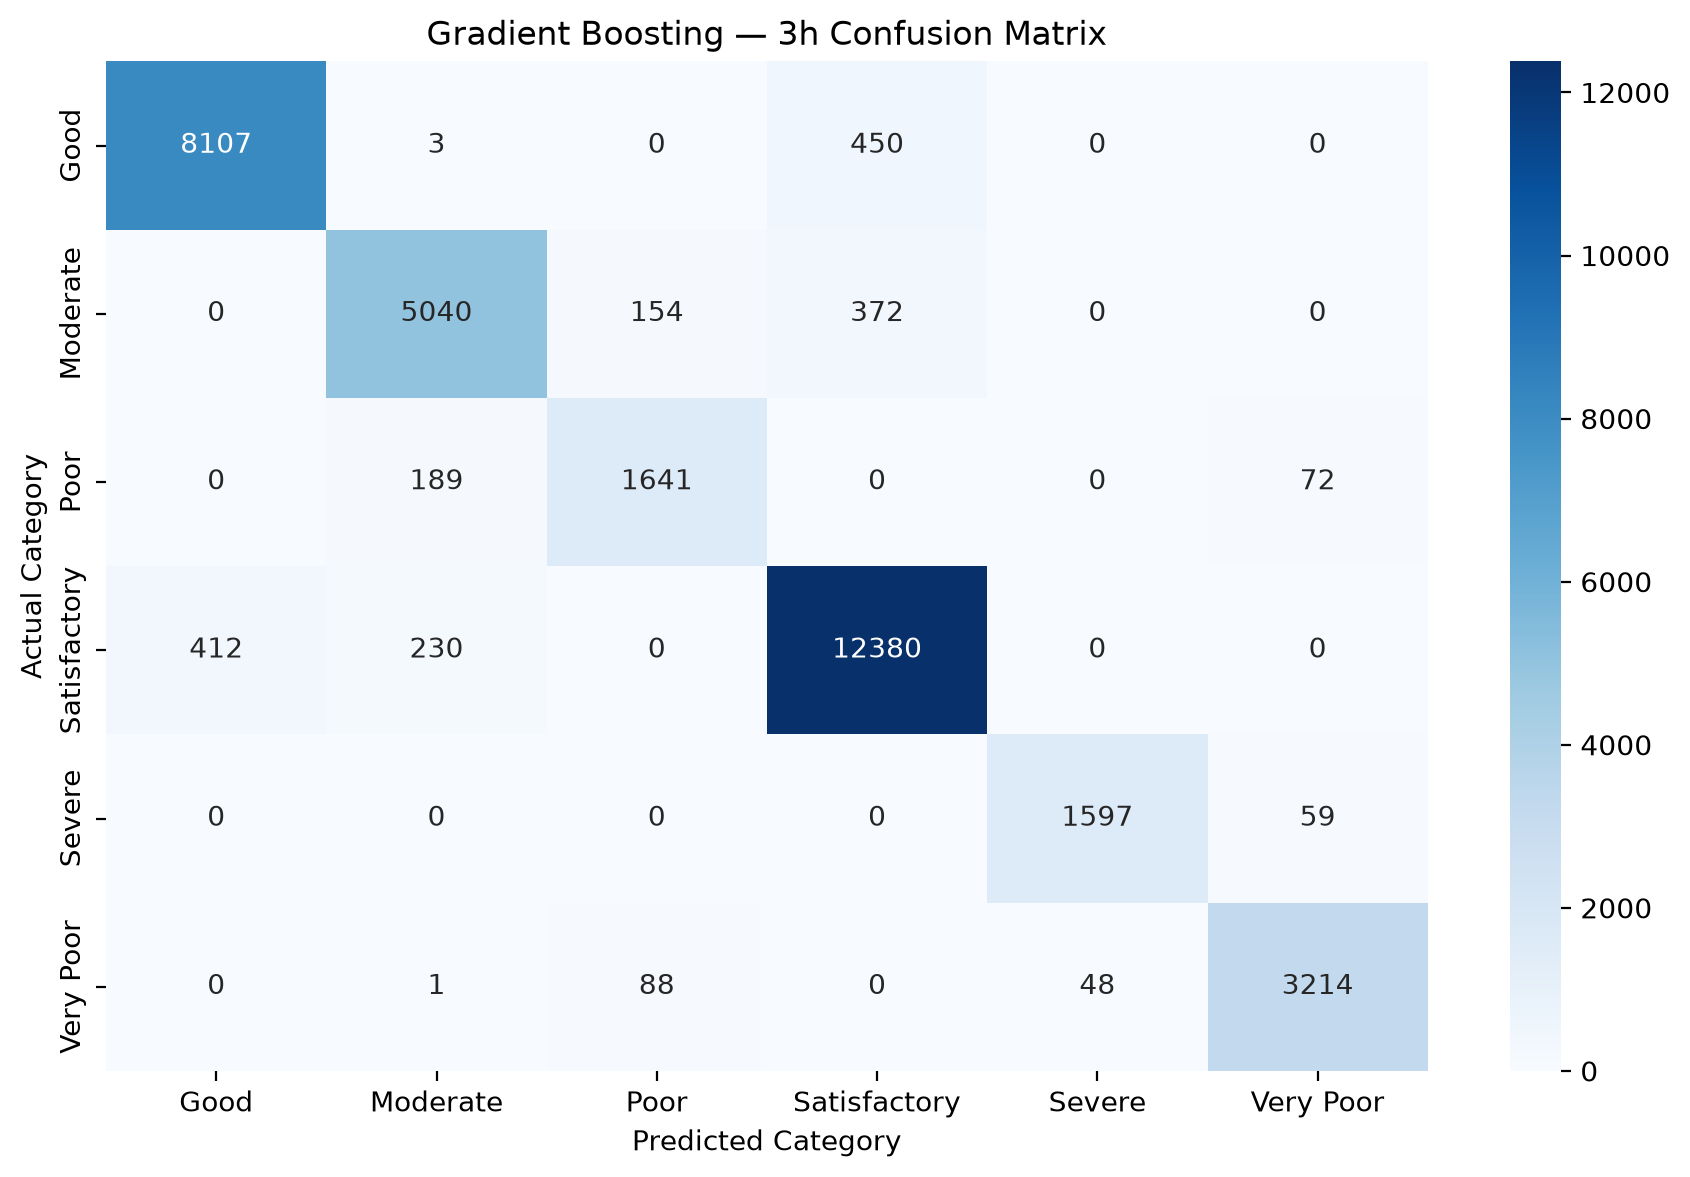 Gradient Boosting — 3h Confusion Matrix
Actual Category
Good 8107 3 0 450 0 0
Moderate 0 5040 154 372 0 0
Poor 0 189 1641 0 0 72
Satisfactory 412 230 0 12380 0 0
Severe 0 0 0 0 1597 59
Very Poor 0 1 88 0 48 3214
Good Moderate Poor Satisfactory Severe Very Poor
Predicted Category
12000
10000
8000
6000
4000
2000
0